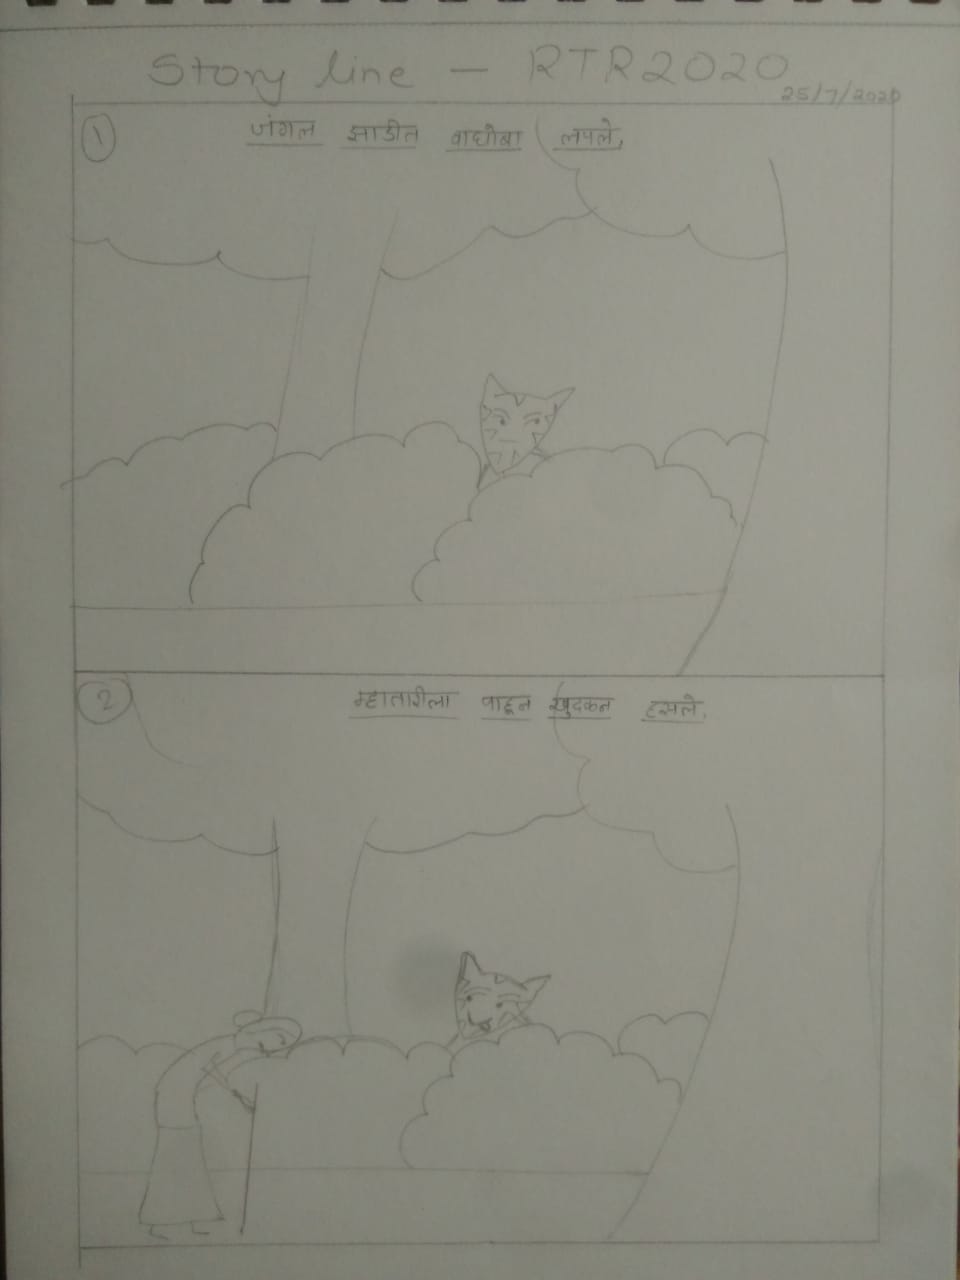 Story line — RTR2020
25/7/2020
1 जंगल झाडीत वाघोबा लपले,
2 म्हातारीला पाहून खुदकन हसले,